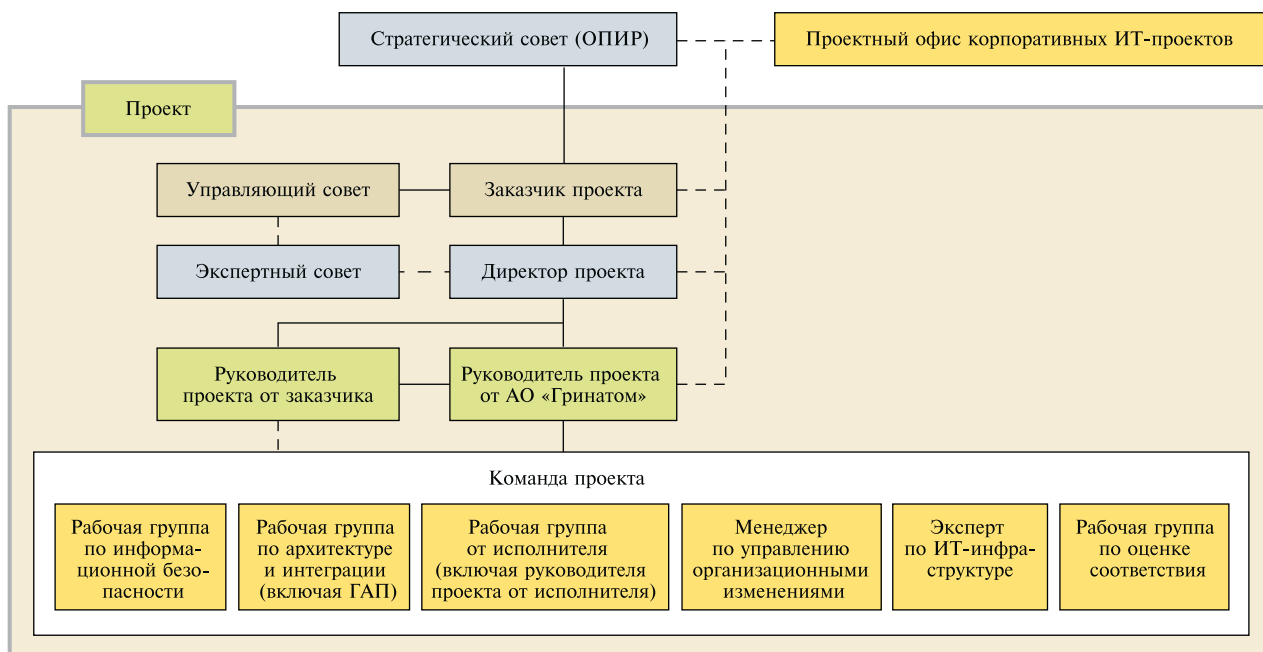 Стратегический совет (ОПИР)
Проектный офис корпоративных ИТ-проектов
Проект
Управляющий совет
Заказчик проекта
Экспертный совет
Директор проекта
Руководитель
проекта от заказчика
Руководитель проекта
от АО «Гринатом»
Команда проекта
Рабочая группа
по информа-
ционной безо-
пасности
Рабочая группа
по архитектуре
и интеграции
(включая ГАП)
Рабочая группа
от исполнителя
(включая руководителя
проекта от исполнителя)
Менеджер
по управлению
организационными
изменениями
Эксперт
по ИТ-инфра-
структуре
Рабочая группа
по оценке
соответствия